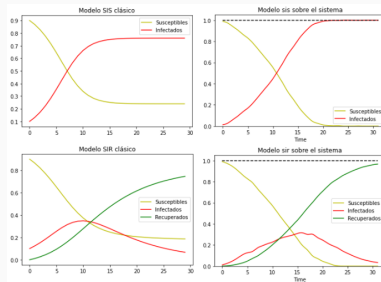 Modelo SIS clásico
0.9
0.8
0.7
0.6
0.5
0.4
0.3
0.2
0.1
Susceptibles
Infectados
0 5 10 15 20 25 30
Modelo sis sobre el sistema
1.0
0.8
0.6
0.4
0.2
0.0
Susceptibles
Infectados
0 5 10 15 20 25 30
Time
Modelo SIR clásico
0.8
0.6
0.4
0.2
0.0
Susceptibles
Infectados
Recuperados
0 5 10 15 20 25 30
Modelo sir sobre el sistema
1.0
0.8
0.6
0.4
0.2
0.0
Susceptibles
Infectados
Recuperados
0 5 10 15 20 25 30
Time